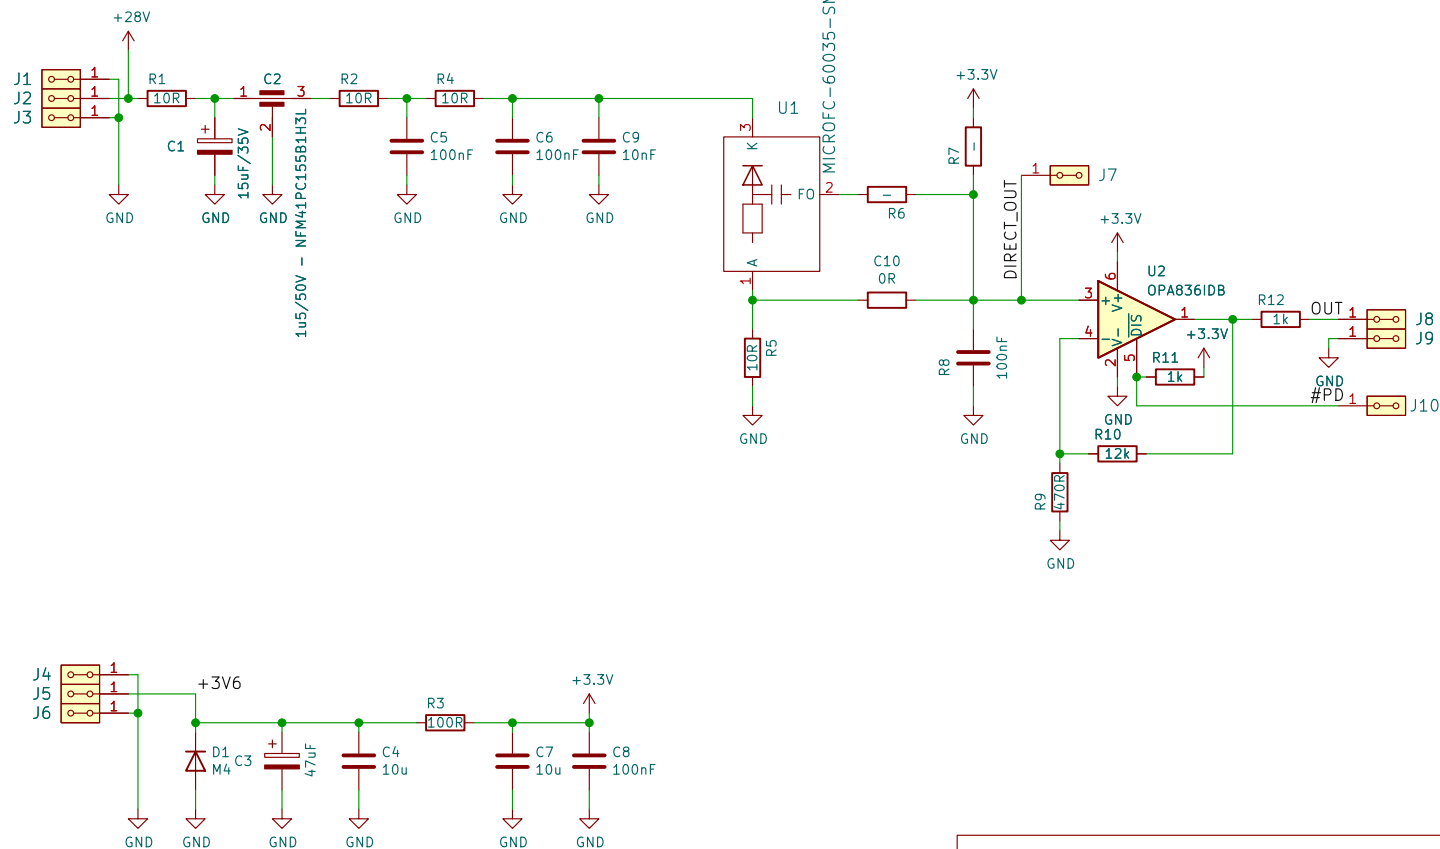 +28V
J1 1
J2 1
J3 1
R1
10R
C1
15uF/35V
C2
1 3
2
1u5/50V - NFM41PC155B1H3L
R2
10R
R4
10R
C5
100nF
C6
100nF
C9
10nF
GND
GND
GND
GND
GND
GND
U1
MICROFC-60035-SM
3
K
FO
2
A
1
R6
-
+3.3V
R7
-
C10
0R
R5
10R
GND
R8
100nF
GND
DIRECT_OUT
1
J7
+3.3V
U2
OPA836IDB
6
V+
3
+
4
-
V-
2
DIS
5
1
GND
R11
1k
+3.3V
R12
1k
OUT
1
J8
1
J9
GND
#PD
1
J10
R10
12k
R9
470R
GND
J4 1
J5 1
J6 1
+3V6
D1
M4
C3
47uF
C4
10u
R3
100R
C7
10u
+3.3V
C8
100nF
GND
GND
GND
GND
GND
GND